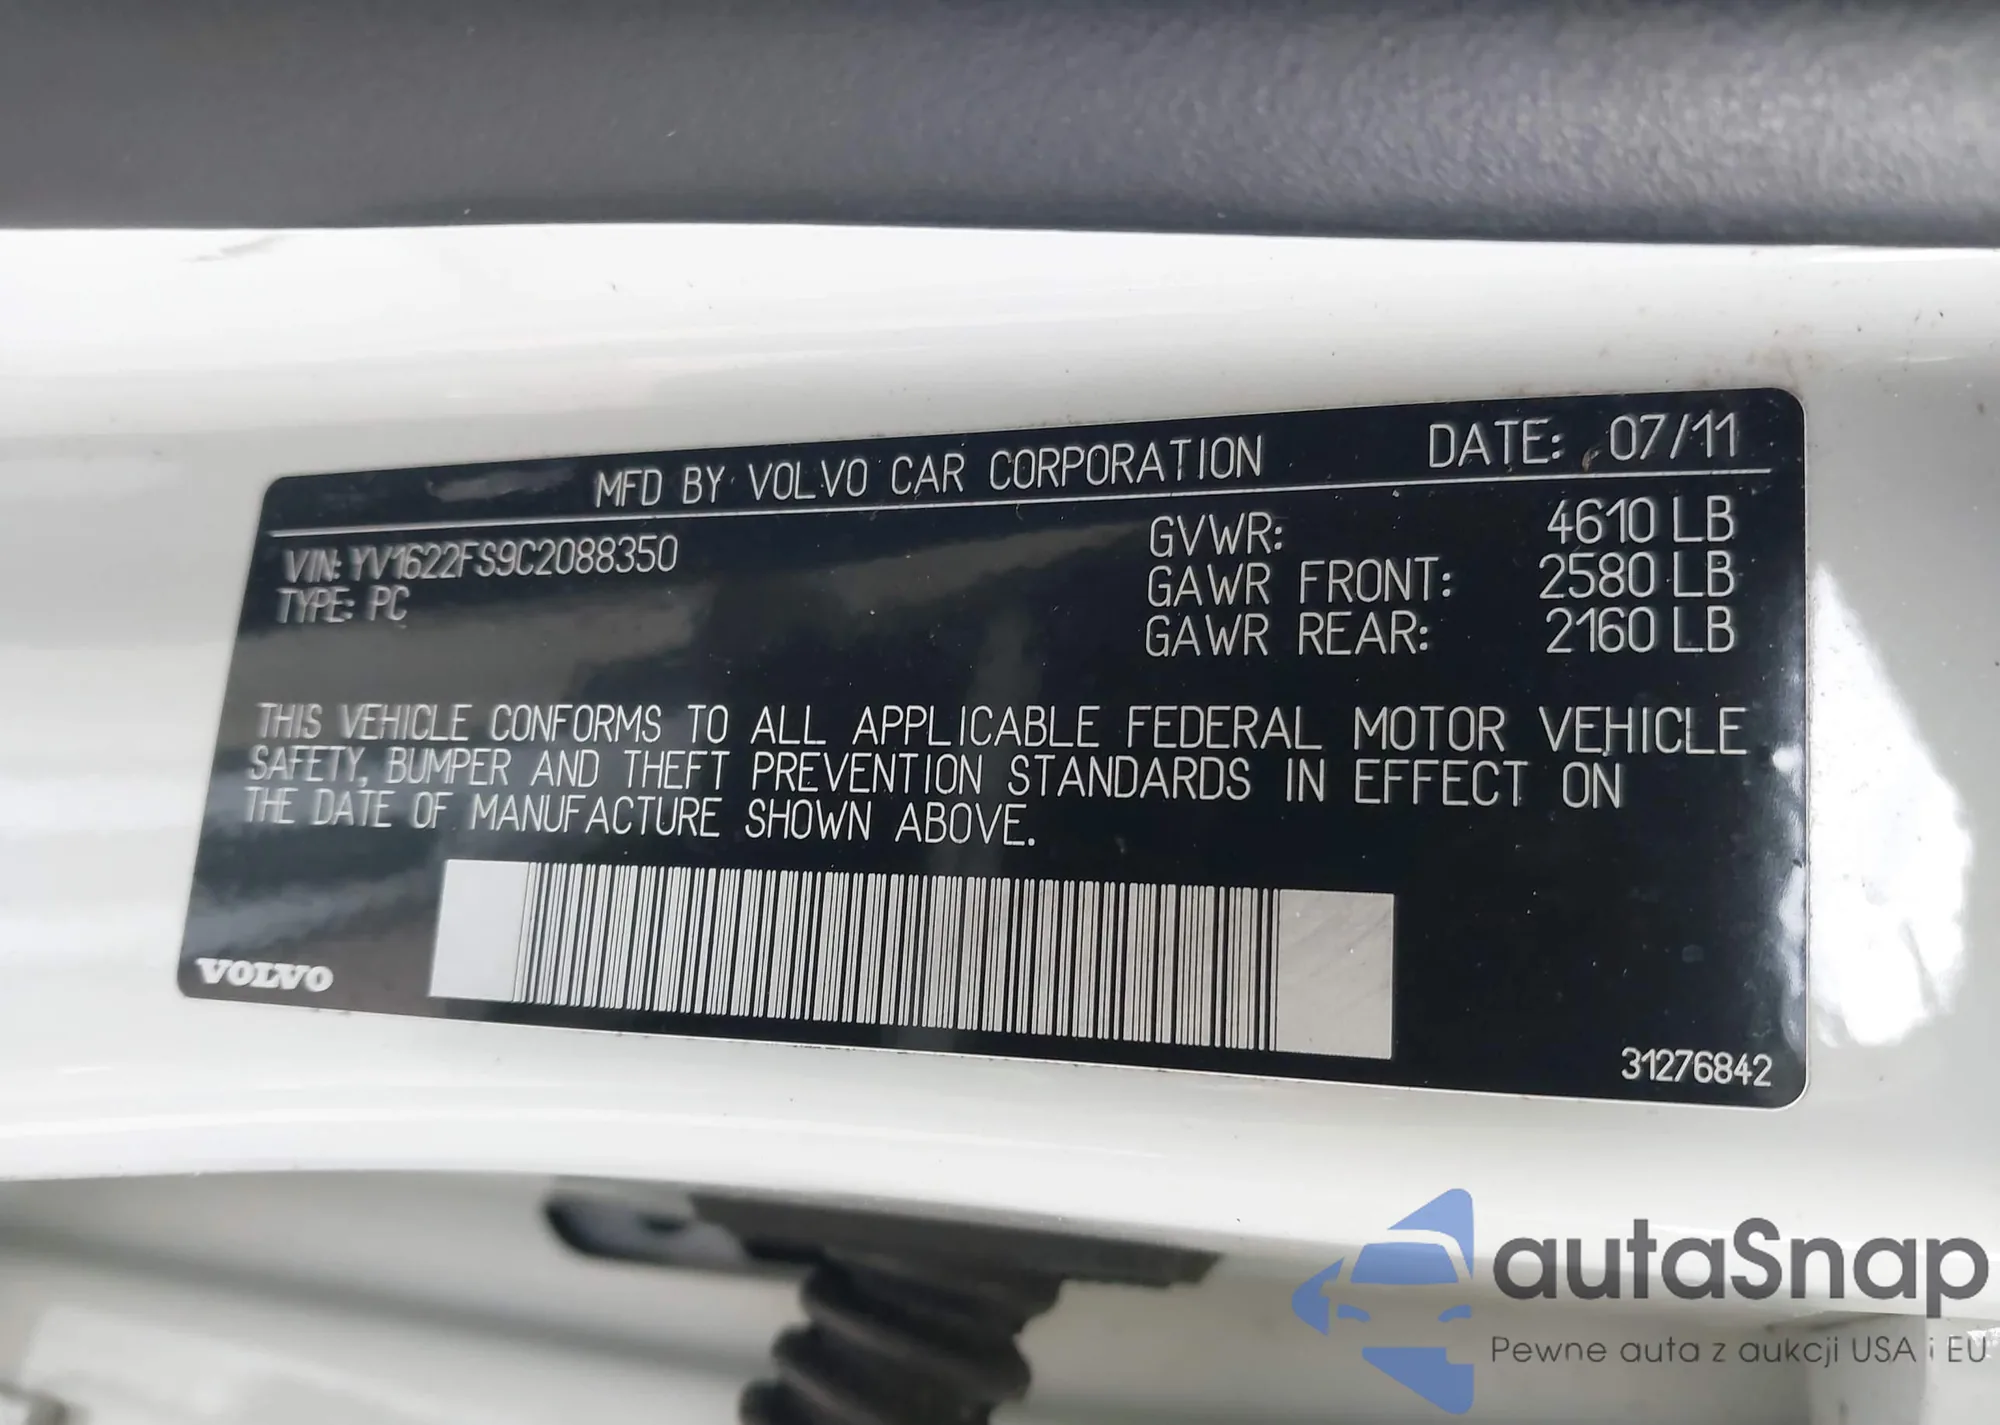 MFD BY VOLVO CAR CORPORATION DATE: 07/11
VIN: YV1622FS9C2088350
TYPE: PC
GVWR: 4610 LB
GAWR FRONT: 2580 LB
GAWR REAR: 2160 LB
THIS VEHICLE CONFORMS TO ALL APPLICABLE FEDERAL MOTOR VEHICLE
SAFETY, BUMPER AND THEFT PREVENTION STANDARDS IN EFFECT ON
THE DATE OF MANUFACTURE SHOWN ABOVE.
VOLVO
31276842
autaSnap
Pewne auta z aukcji USA i EU